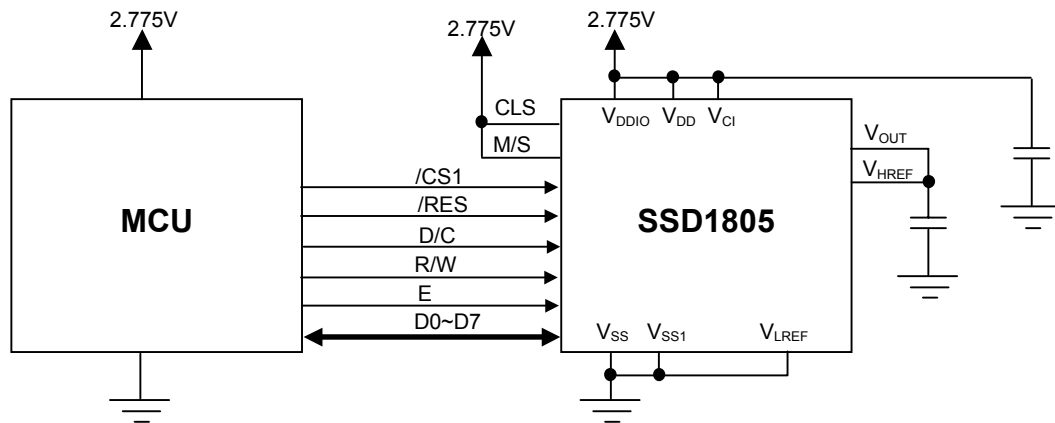 2.775V
2.775V
2.775V
CLS
M/S
VDDIO VDD VCI
VOUT
VHREF
/CS1
/RES
D/C
R/W
E
D0~D7
MCU
SSD1805
VSS VSS1 VLREF